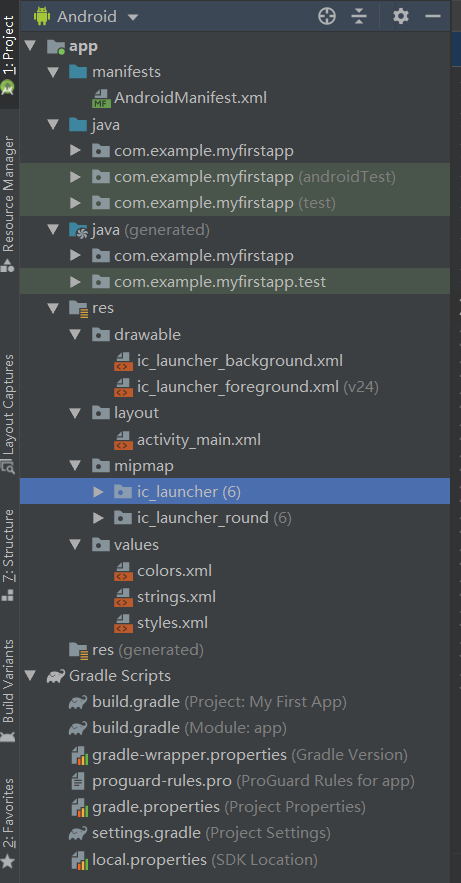 Android
app
manifests
AndroidManifest.xml
java
com.example.myfirstapp
com.example.myfirstapp (androidTest)
com.example.myfirstapp (test)
java (generated)
com.example.myfirstapp
com.example.myfirstapp.test
res
drawable
ic_launcher_background.xml
ic_launcher_foreground.xml (v24)
layout
activity_main.xml
mipmap
ic_launcher (6)
ic_launcher_round (6)
values
colors.xml
strings.xml
styles.xml
res (generated)
Gradle Scripts
build.gradle (Project: My First App)
build.gradle (Module: app)
gradle-wrapper.properties (Gradle Version)
proguard-rules.pro (ProGuard Rules for app)
gradle.properties (Project Properties)
settings.gradle (Project Settings)
local.properties (SDK Location)
1: Project
Resource Manager
Layout Captures
7: Structure
Build Variants
2: Favorites
MF